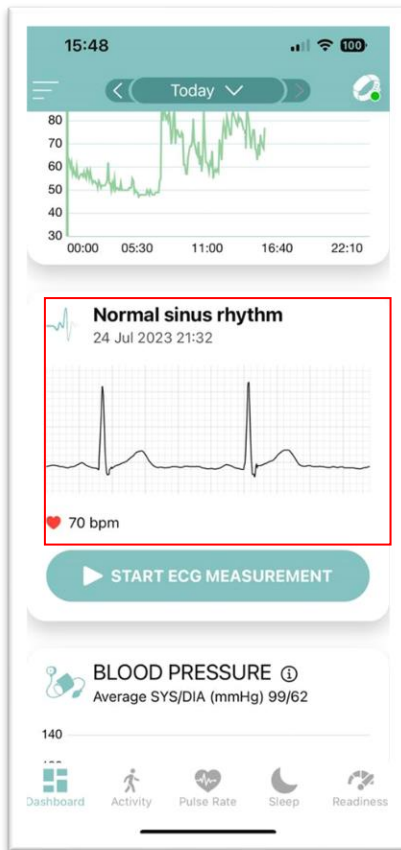 15:48
100
Today
80
70
60
50
40
30
00:00 05:30 11:00 16:40 22:10
Normal sinus rhythm
24 Jul 2023 21:32
70 bpm
START ECG MEASUREMENT
BLOOD PRESSURE
Average SYS/DIA (mmHg) 99/62
140
Dashboard Activity Pulse Rate Sleep Readiness